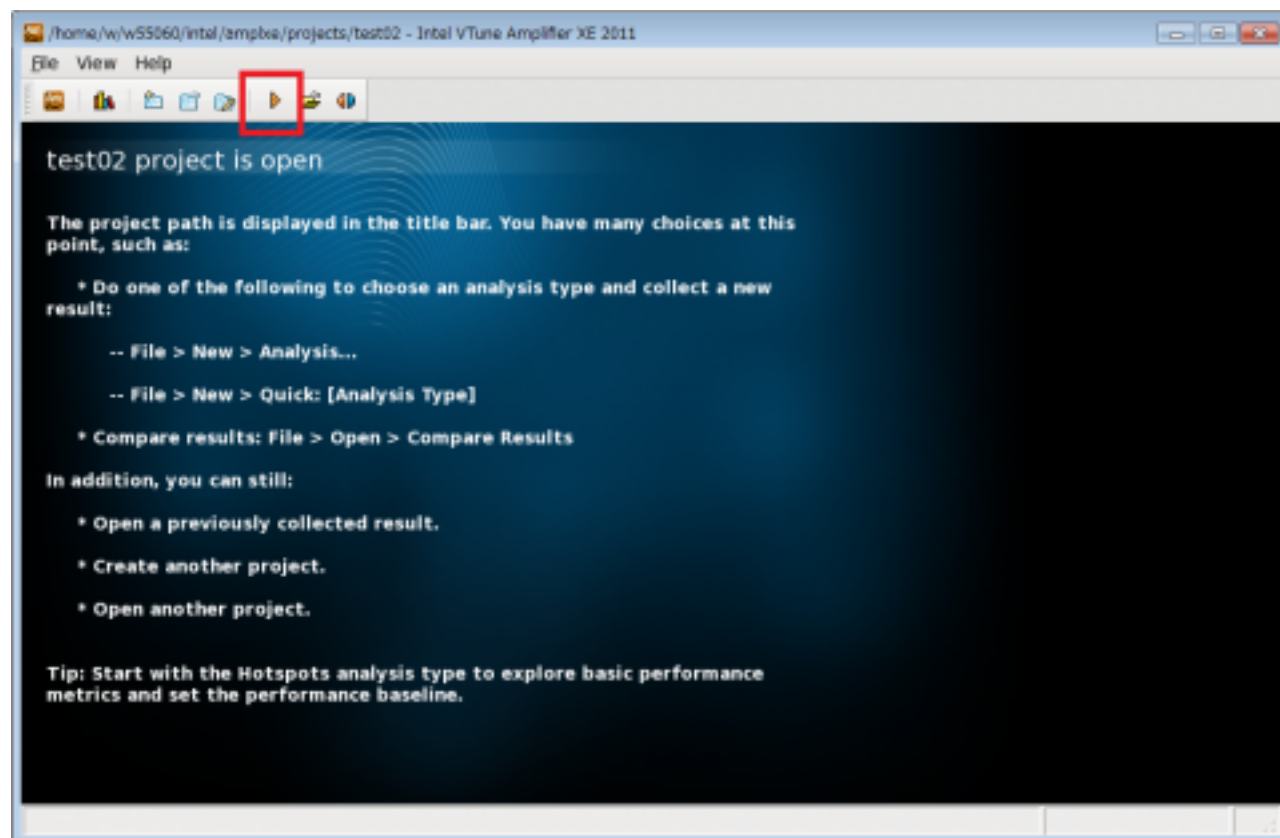 /home/w/w55060/intel/amplxe/projects/test02 - Intel VTune Amplifier XE 2011
File View Help
test02 project is open
The project path is displayed in the title bar. You have many choices at this
point, such as:
* Do one of the following to choose an analysis type and collect a new
result:
-- File > New > Analysis...
-- File > New > Quick: [Analysis Type]
* Compare results: File > Open > Compare Results
In addition, you can still:
* Open a previously collected result.
* Create another project.
* Open another project.
Tip: Start with the Hotspots analysis type to explore basic performance
metrics and set the performance baseline.